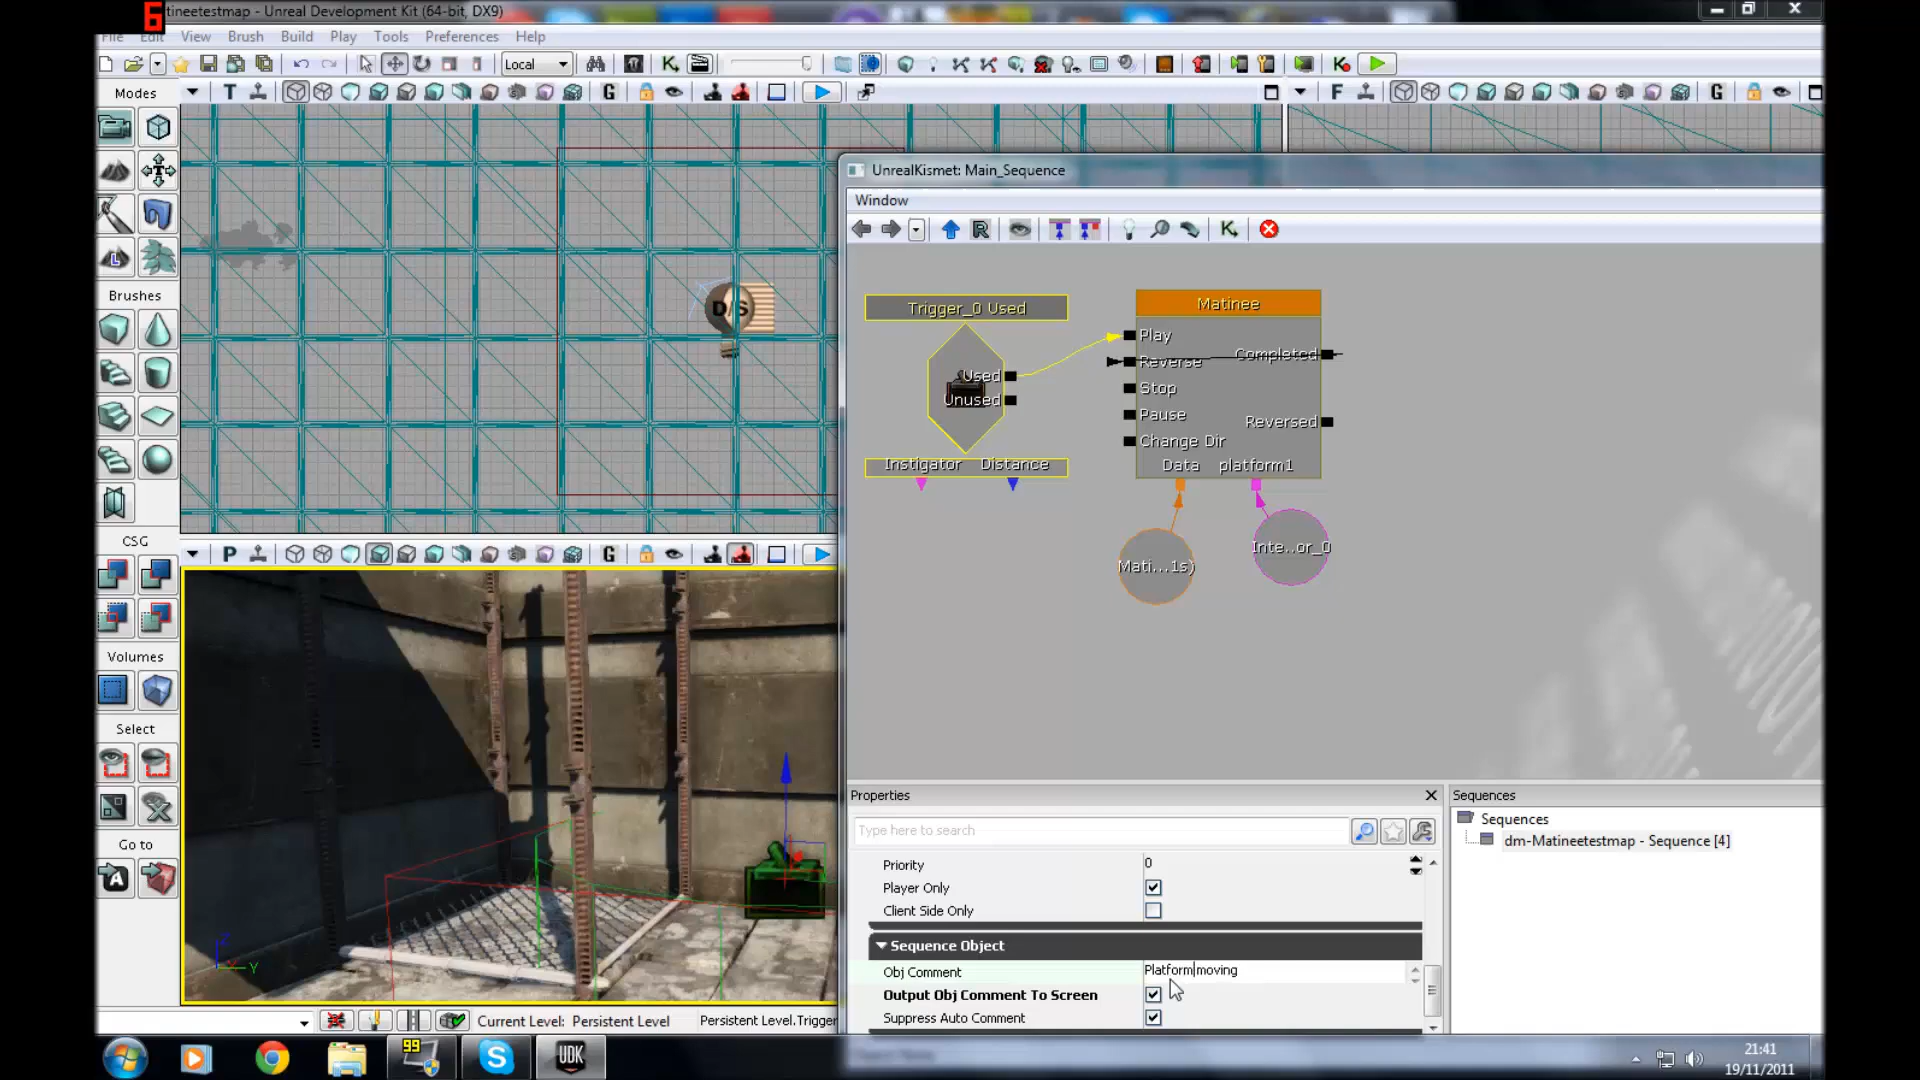 6
tineetestmap - Unreal Development Kit (64-bit, DX9)
File Edit View Brush Build Play Tools Preferences Help
Local
Modes
T G F G
UnrealKismet: Main_Sequence
Window
R
Trigger_0 Used
Used
Unused
Instigator Distance
Matinee
Play
Reverse
Stop
Pause
Change Dir
Completed
Reversed
Data platform1
Mati...1s)
Inte..or_0
D/S
L
Brushes
CSG
Volumes
Select
Go to
A
P G
Z
Y
Properties
Type here to search
Priority 0
Player Only
Client Side Only
Sequence Object
Obj Comment Platform moving
Output Obj Comment To Screen
Suppress Auto Comment
Sequences
Sequences
dm-Matineetestmap - Sequence [4]
Current Level: Persistent Level
Persistent Level.Trigger
99
S
UDK
21:41
19/11/2011